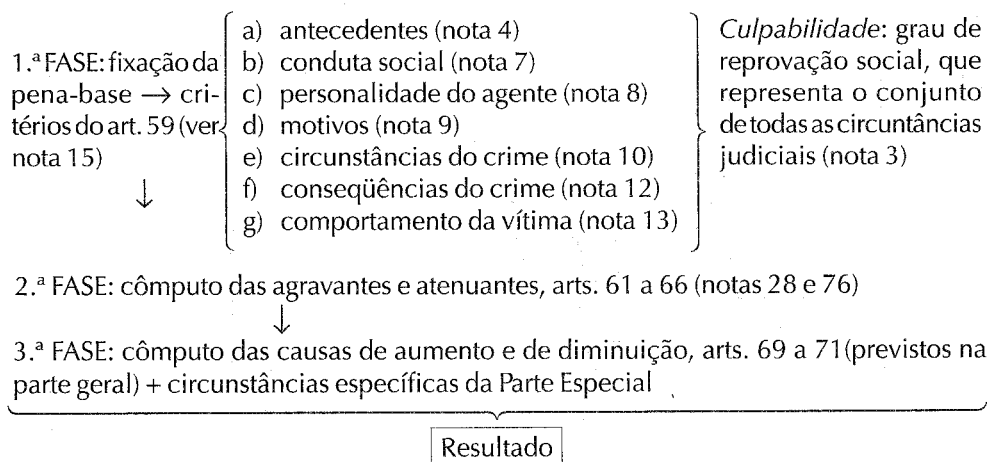 1.ª FASE: fixação da
pena-base → cri-
térios do art. 59 (ver
nota 15)
↓
a) antecedentes (nota 4)
b) conduta social (nota 7)
c) personalidade do agente (nota 8)
d) motivos (nota 9)
e) circunstâncias do crime (nota 10)
f) conseqüências do crime (nota 12)
g) comportamento da vítima (nota 13)
Culpabilidade: grau de
reprovação social, que
representa o conjunto
de todas as circuntâncias
judiciais (nota 3)
2.ª FASE: cômputo das agravantes e atenuantes, arts. 61 a 66 (notas 28 e 76)
↓
3.ª FASE: cômputo das causas de aumento e de diminuição, arts. 69 a 71(previstos na
parte geral) + circunstâncias específicas da Parte Especial
Resultado